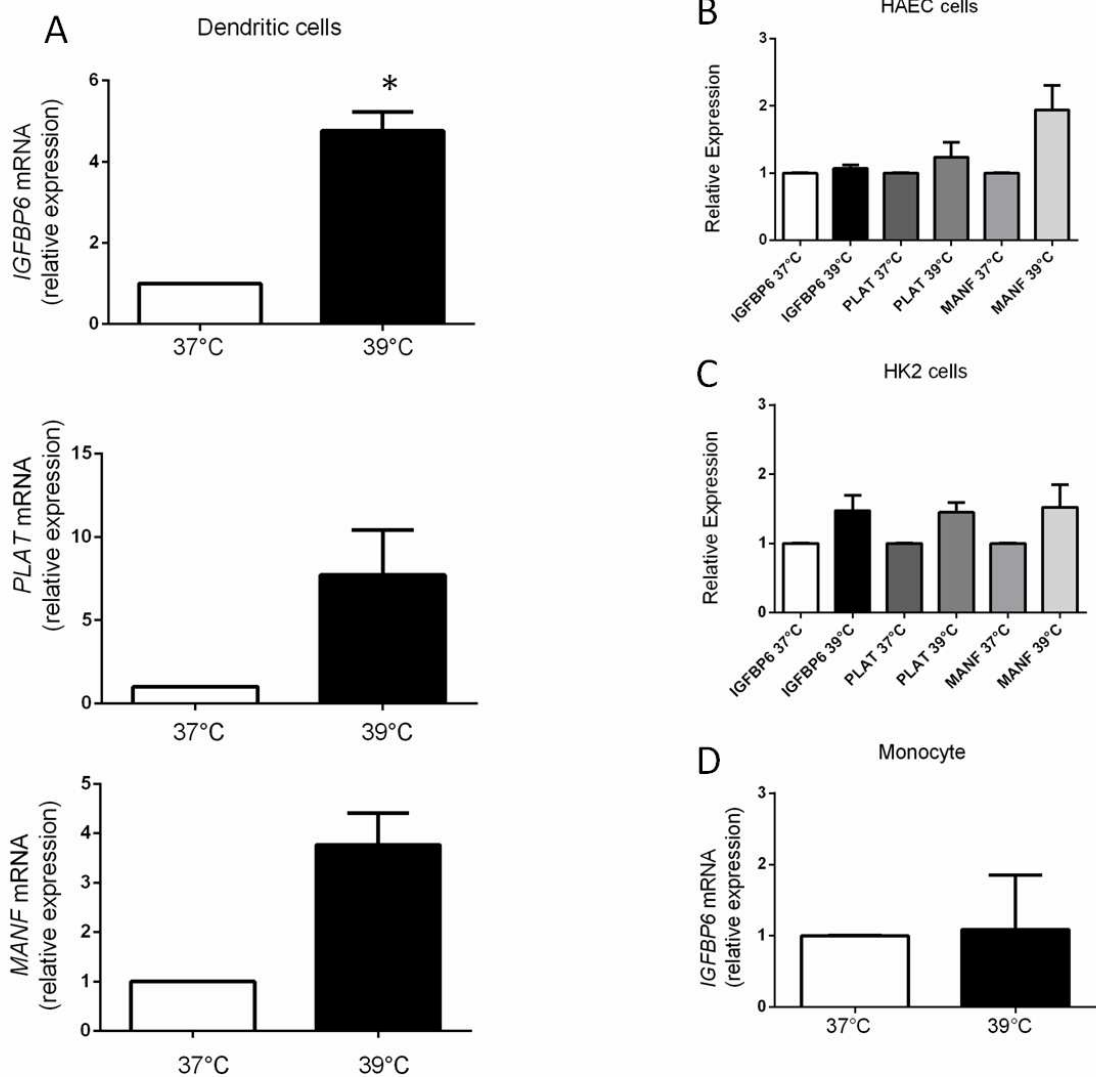 A
Dendritic cells
IGFBP6 mRNA
(relative expression)
6
*
4
2
0
37°C
39°C
PLAT mRNA
(relative expression)
15
10
5
0
37°C
39°C
MANF mRNA
(relative expression)
5
4
3
2
1
0
37°C
39°C
B
HAEC cells
Relative Expression
3
2
1
0
IGFBP6 37°C
IGFBP6 39°C
PLAT 37°C
PLAT 39°C
MANF 37°C
MANF 39°C
C
HK2 cells
Relative Expression
3
2
1
0
IGFBP6 37°C
IGFBP6 39°C
PLAT 37°C
PLAT 39°C
MANF 37°C
MANF 39°C
D
Monocyte
IGFBP6 mRNA
(relative expression)
3
2
1
0
37°C
39°C